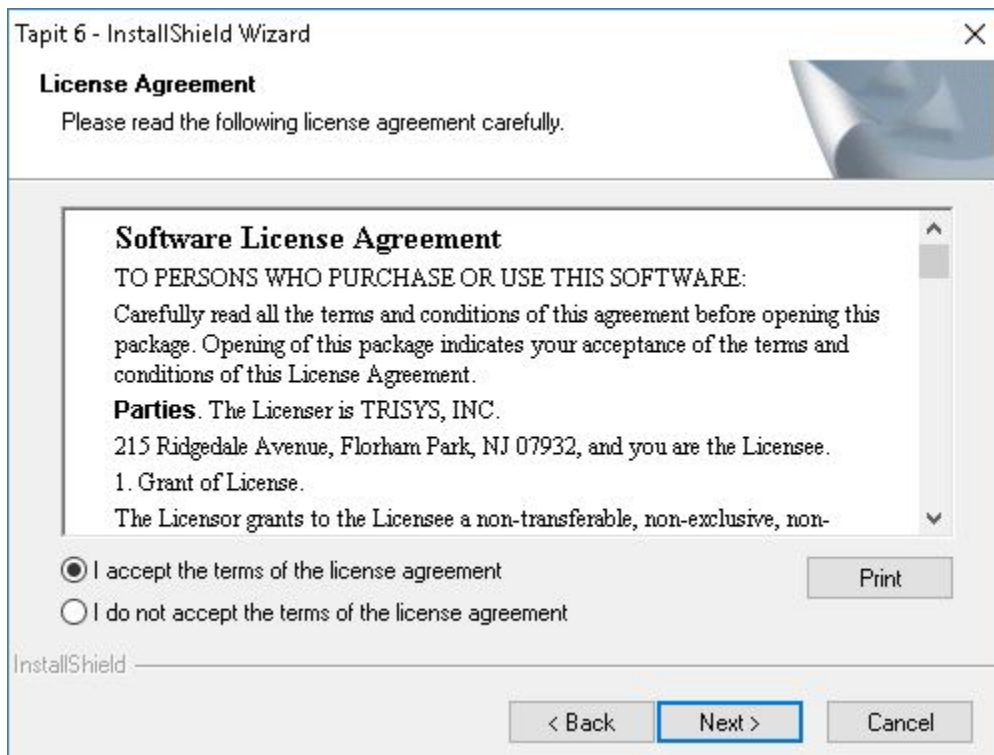 Tapit 6 - InstallShield Wizard
License Agreement
Please read the following license agreement carefully.
Software License Agreement
TO PERSONS WHO PURCHASE OR USE THIS SOFTWARE:
Carefully read all the terms and conditions of this agreement before opening this
package. Opening of this package indicates your acceptance of the terms and
conditions of this License Agreement.
Parties. The Licenser is TRISYS, INC.
215 Ridgedale Avenue, Florham Park, NJ 07932, and you are the Licensee.
1. Grant of License.
The Licensor grants to the Licensee a non-transferable, non-exclusive, non-
I accept the terms of the license agreement
Print
I do not accept the terms of the license agreement
InstallShield
< Back
Next >
Cancel